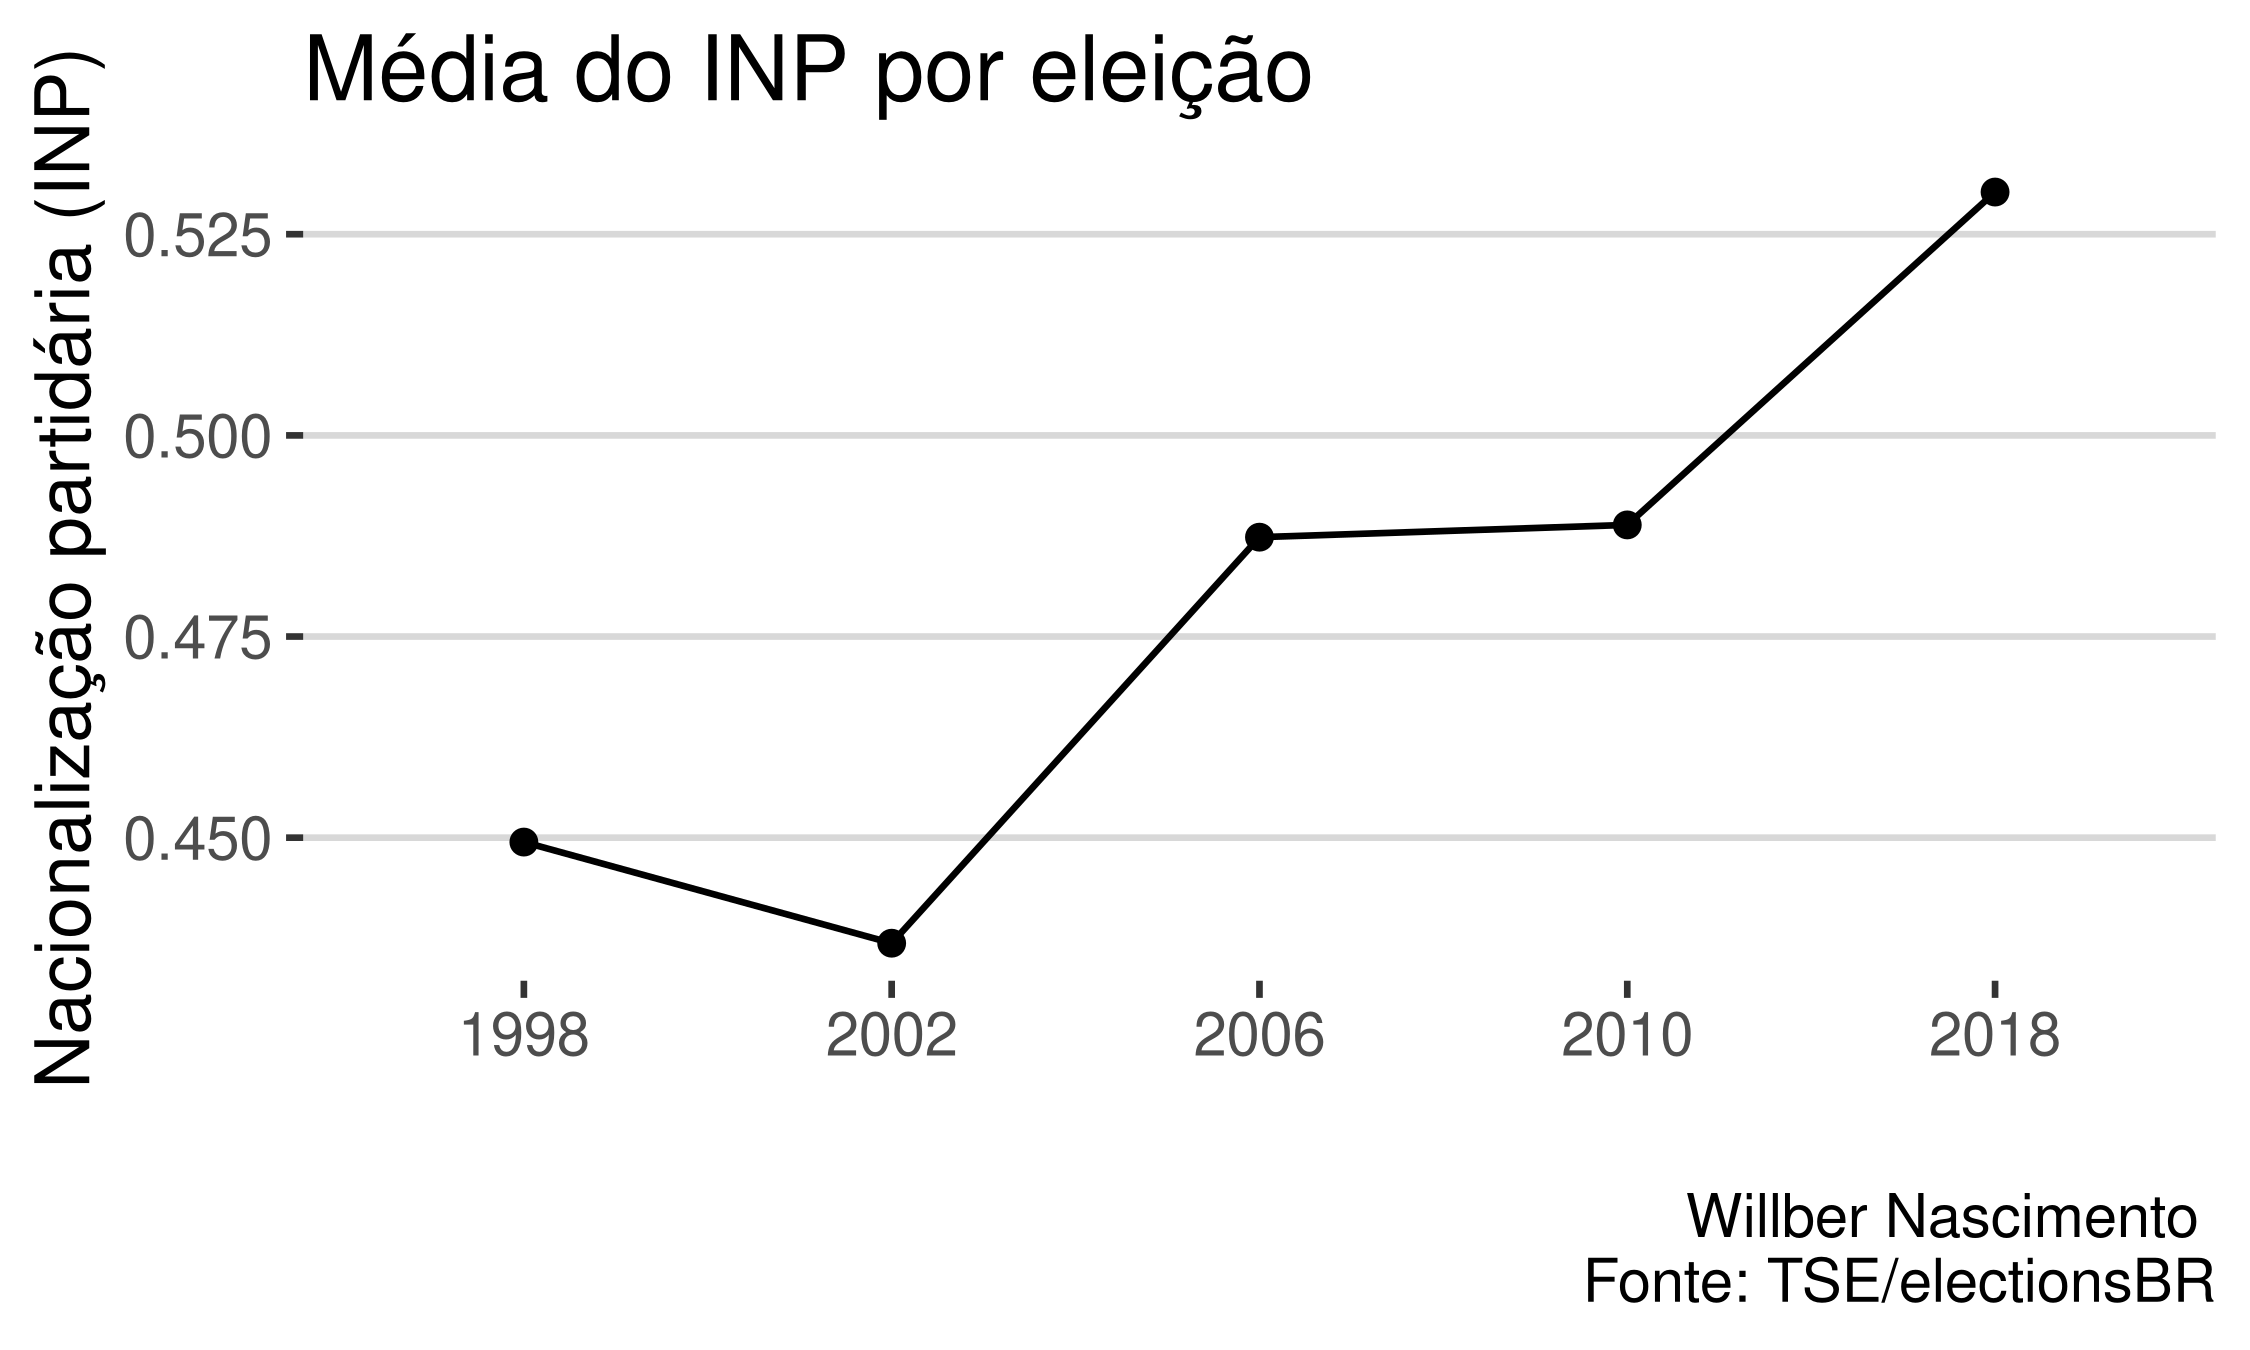 Média do INP por eleição
Nacionalização partidária (INP)
0.525
0.500
0.475
0.450
1998 2002 2006 2010 2018
Willber Nascimento
Fonte: TSE/electionsBR